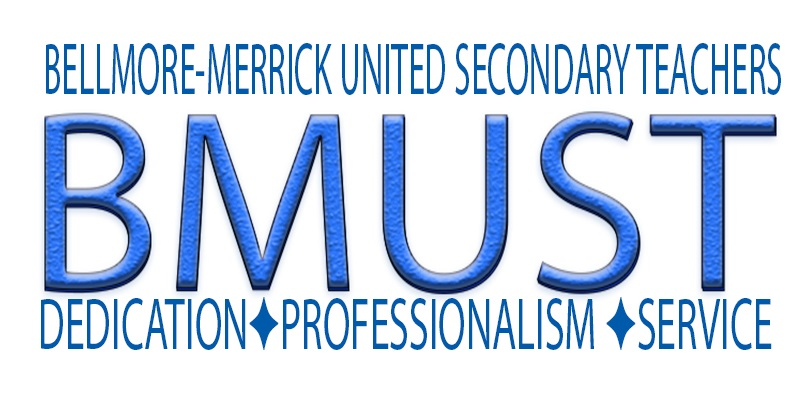 BELLMORE-MERRICK UNITED SECONDARY TEACHERS
BMUST
DEDICATION♦PROFESSIONALISM ♦SERVICE